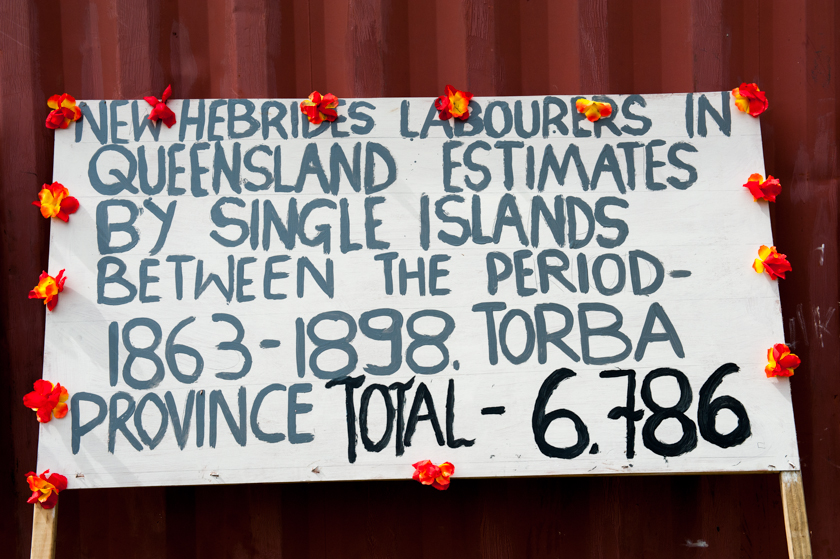 NEW HEBRIDES LABOURERS IN
QUEENSLAND ESTIMATES
BY SINGLE ISLANDS
BETWEEN THE PERIOD-
1863-1898. TORBA
PROVINCE TOTAL- 6.786